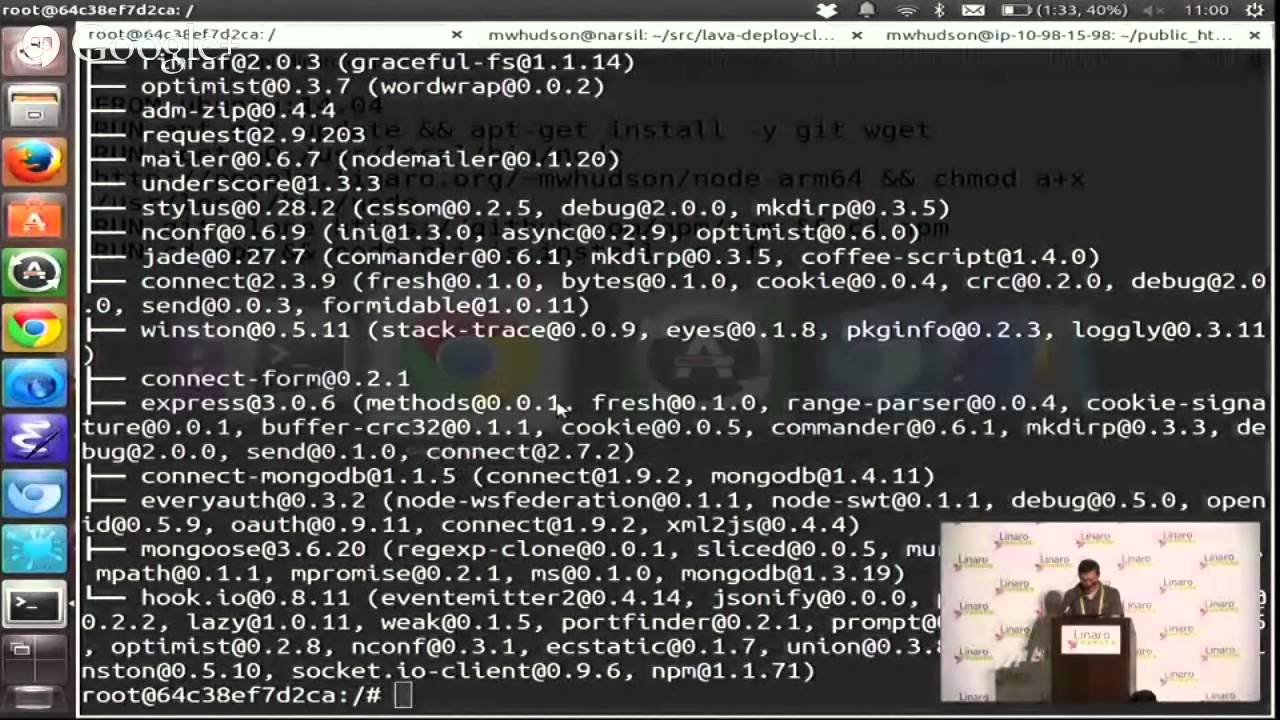 root@64c38ef7d2ca: /
(1:33, 40%) 11:00
root@64c38ef7d2ca: / × mwhudson@narsil: ~/src/lava-deploy-cl... × mwhudson@ip-10-98-15-98: ~/public_ht... ×
Google+
├── rimraf@2.0.3 (graceful-fs@1.1.14)
├── optimist@0.3.7 (wordwrap@0.0.2)
├── adm-zip@0.4.4
├── request@2.9.203
├── mailer@0.6.7 (nodemailer@0.1.20)
├── underscore@1.3.3
├── stylus@0.28.2 (cssom@0.2.5, debug@2.0.0, mkdirp@0.3.5)
├── nconf@0.6.9 (ini@1.3.0, async@0.2.9, optimist@0.6.0)
├── jade@0.27.7 (commander@0.6.1, mkdirp@0.3.5, coffee-script@1.4.0)
├── connect@2.3.9 (fresh@0.1.0, bytes@0.1.0, cookie@0.0.4, crc@0.2.0, debug@2.0
.0, send@0.0.3, formidable@1.0.11)
├── winston@0.5.11 (stack-trace@0.0.9, eyes@0.1.8, pkginfo@0.2.3, loggly@0.3.11
)
├── connect-form@0.2.1
├── express@3.0.6 (methods@0.0.1, fresh@0.1.0, range-parser@0.0.4, cookie-signa
ture@0.0.1, buffer-crc32@0.1.1, cookie@0.0.5, commander@0.6.1, mkdirp@0.3.3, de
bug@2.0.0, send@0.1.0, connect@2.7.2)
├── connect-mongodb@1.1.5 (connect@1.9.2, mongodb@1.4.11)
├── everyauth@0.3.2 (node-wsfederation@0.1.1, node-swt@0.1.1, debug@0.5.0, open
id@0.5.9, oauth@0.9.11, connect@1.9.2, xml2js@0.4.4)
├── mongoose@3.6.20 (regexp-clone@0.0.1, sliced@0.0.5,
mpath@0.1.1, mpromise@0.2.1, ms@0.1.0, mongodb@1.3.19)
└── hook.io@0.8.11 (eventemitter2@0.4.14, jsonify@0.0.0,
0.2.2, lazy@1.0.11, weak@0.1.5, portfinder@0.2.1, prompt@0
, optimist@0.2.8, nconf@0.3.1, ecstatic@0.1.7, union@0.3.8
nston@0.5.10, socket.io-client@0.9.6, npm@1.1.71)
root@64c38ef7d2ca:/#
Linaro